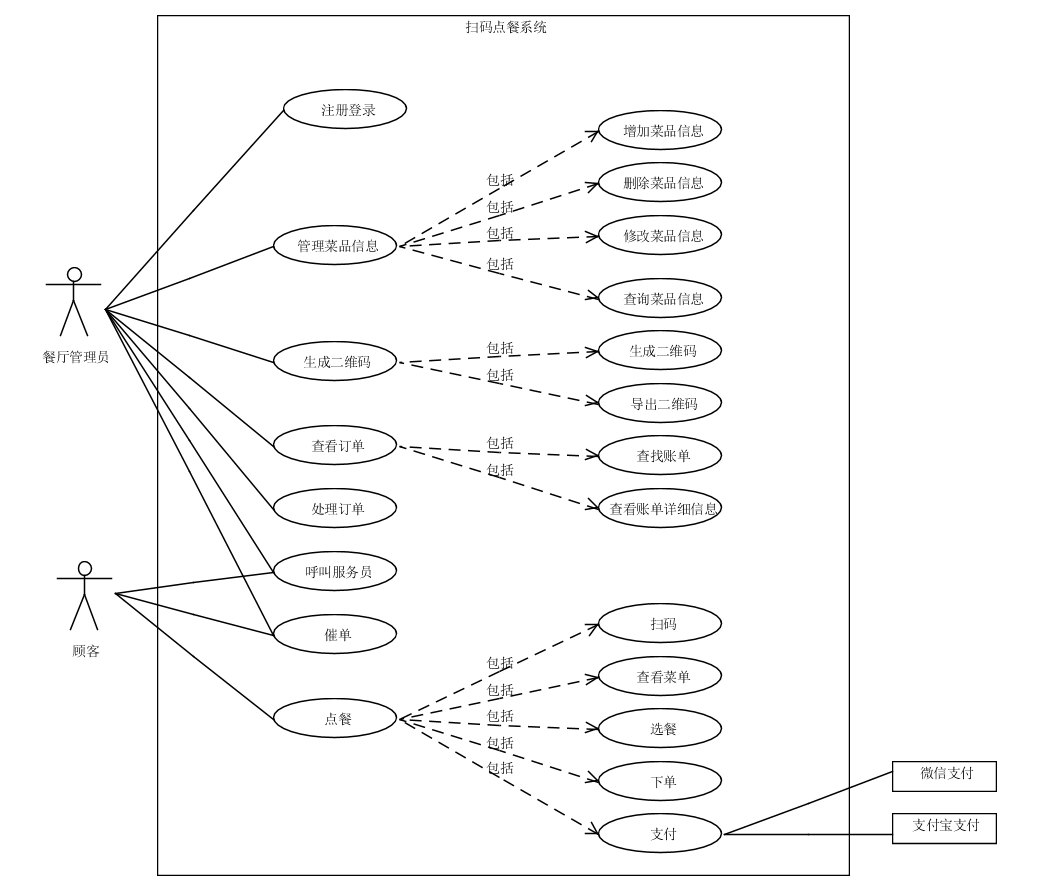 扫码点餐系统
注册登录
增加菜品信息
包括
删除菜品信息
包括
包括
修改菜品信息
管理菜品信息
包括
查询菜品信息
餐厅管理员
包括
生成二维码
生成二维码
包括
导出二维码
包括
查看订单
查找账单
包括
处理订单
查看账单详细信息
呼叫服务员
催单
扫码
顾客
包括
查看菜单
包括
点餐
包括
选餐
包括
包括
下单
微信支付
支付
支付宝支付